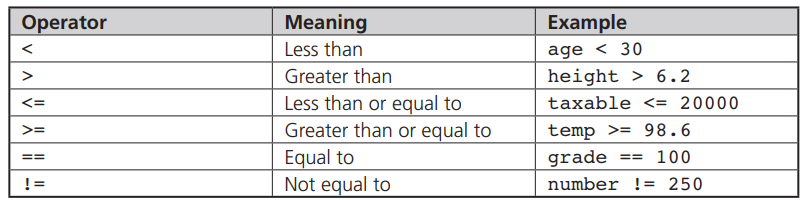 Operator Meaning Example
< Less than age < 30
> Greater than height > 6.2
<= Less than or equal to taxable <= 20000
>= Greater than or equal to temp >= 98.6
== Equal to grade == 100
!= Not equal to number != 250